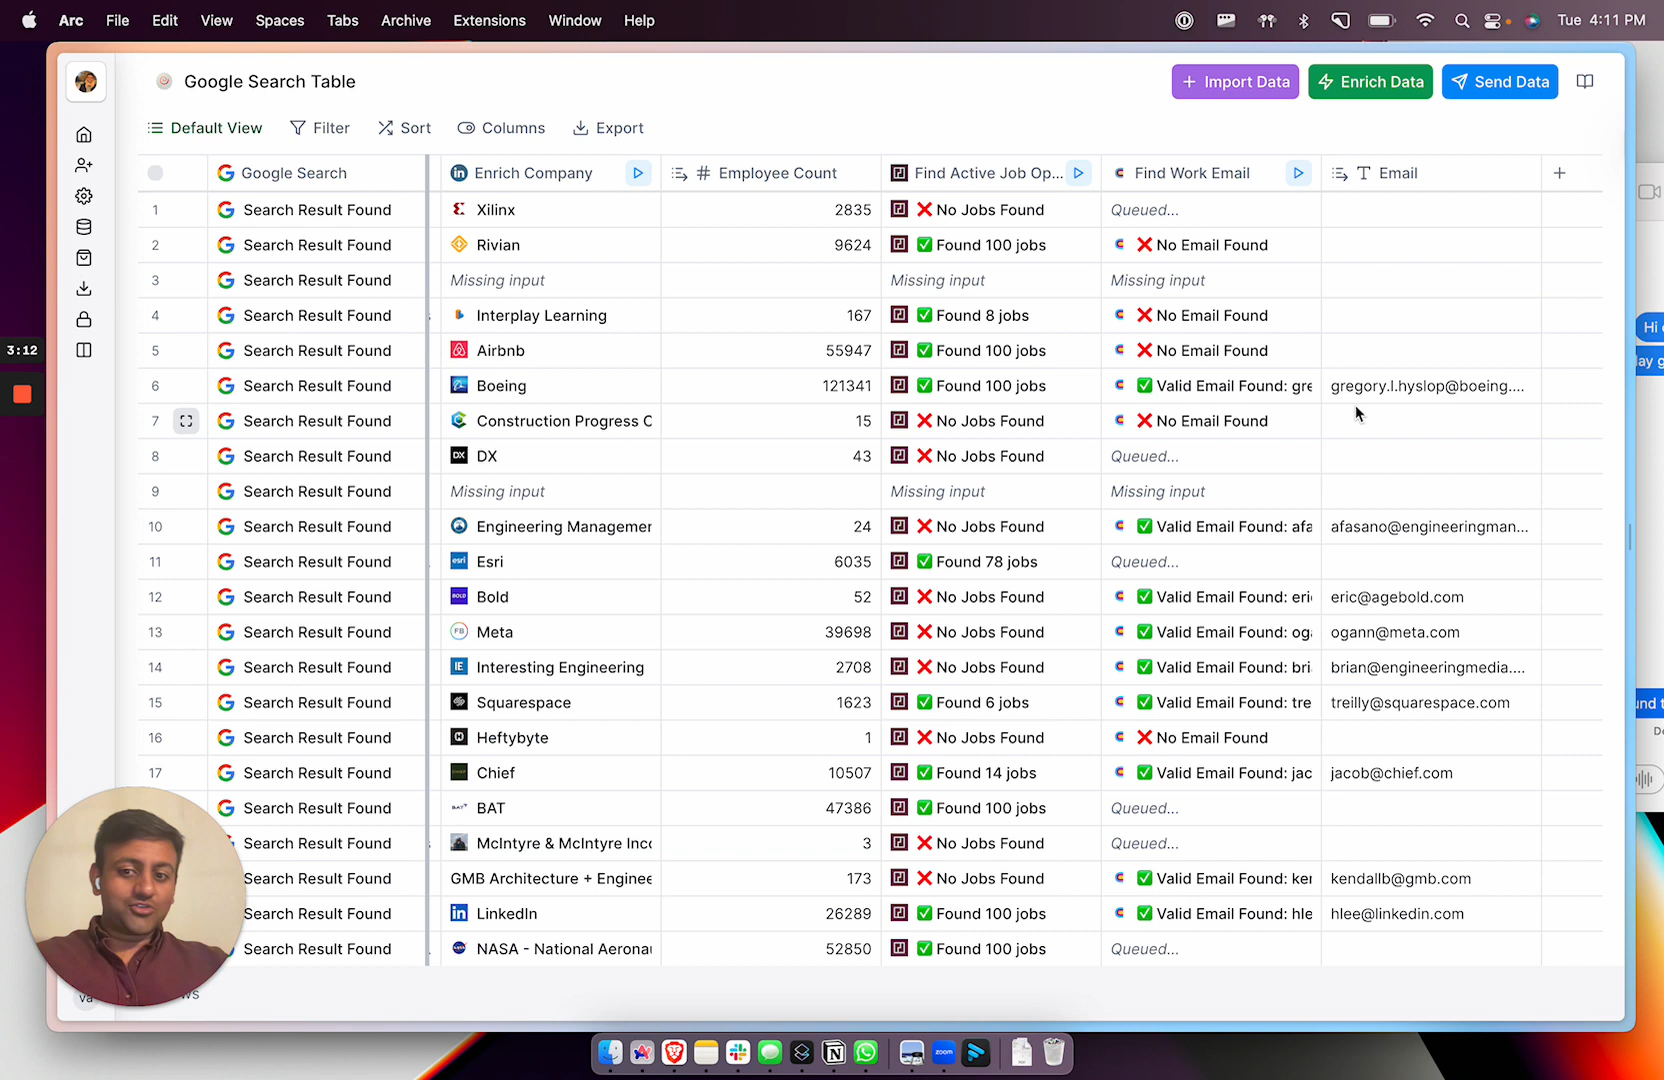 Arc File Edit View Spaces Tabs Archive Extensions Window Help Tue 4:11 PM
Google Search Table + Import Data Enrich Data Send Data
Default View Filter Sort Columns Export
Google Search Enrich Company # Employee Count Find Active Job Op... Find Work Email T Email +
1 Search Result Found Xilinx 2835 ❌ No Jobs Found Queued...
2 Search Result Found Rivian 9624 ✅ Found 100 jobs ❌ No Email Found
3 Search Result Found Missing input Missing input Missing input
4 Search Result Found Interplay Learning 167 ✅ Found 8 jobs ❌ No Email Found
Hi
3:12 5 Search Result Found Airbnb 55947 ✅ Found 100 jobs ❌ No Email Found
ay g
6 Search Result Found Boeing 121341 ✅ Found 100 jobs ✅ Valid Email Found: gre gregory.l.hyslop@boeing....
7 Search Result Found Construction Progress C 15 ❌ No Jobs Found ❌ No Email Found
8 Search Result Found DX DX 43 ❌ No Jobs Found Queued...
9 Search Result Found Missing input Missing input Missing input
10 Search Result Found Engineering Managemer 24 ❌ No Jobs Found ✅ Valid Email Found: afa afasano@engineeringman...
11 Search Result Found esri Esri 6035 ✅ Found 78 jobs Queued...
12 Search Result Found BOLD Bold 52 ❌ No Jobs Found ✅ Valid Email Found: eri eric@agebold.com
13 Search Result Found FB Meta 39698 ❌ No Jobs Found ✅ Valid Email Found: oga ogann@meta.com
14 Search Result Found IE Interesting Engineering 2708 ❌ No Jobs Found ✅ Valid Email Found: bri brian@engineeringmedia....
15 Search Result Found Squarespace 1623 ✅ Found 6 jobs ✅ Valid Email Found: tre treilly@squarespace.com
und t
16 Search Result Found Heftybyte 1 ❌ No Jobs Found ❌ No Email Found
17 Search Result Found Chief 10507 ✅ Found 14 jobs ✅ Valid Email Found: jac jacob@chief.com
Search Result Found BAT BAT 47386 ✅ Found 100 jobs Queued...
Search Result Found McIntyre & McIntyre Inco 3 ❌ No Jobs Found Queued...
Search Result Found GMB Architecture + Enginee 173 ❌ No Jobs Found ✅ Valid Email Found: ker kendallb@gmb.com
Search Result Found in LinkedIn 26289 ✅ Found 100 jobs ✅ Valid Email Found: hle hlee@linkedin.com
Search Result Found NASA - National Aeronau 52850 ✅ Found 100 jobs Queued...
va ws
zoom